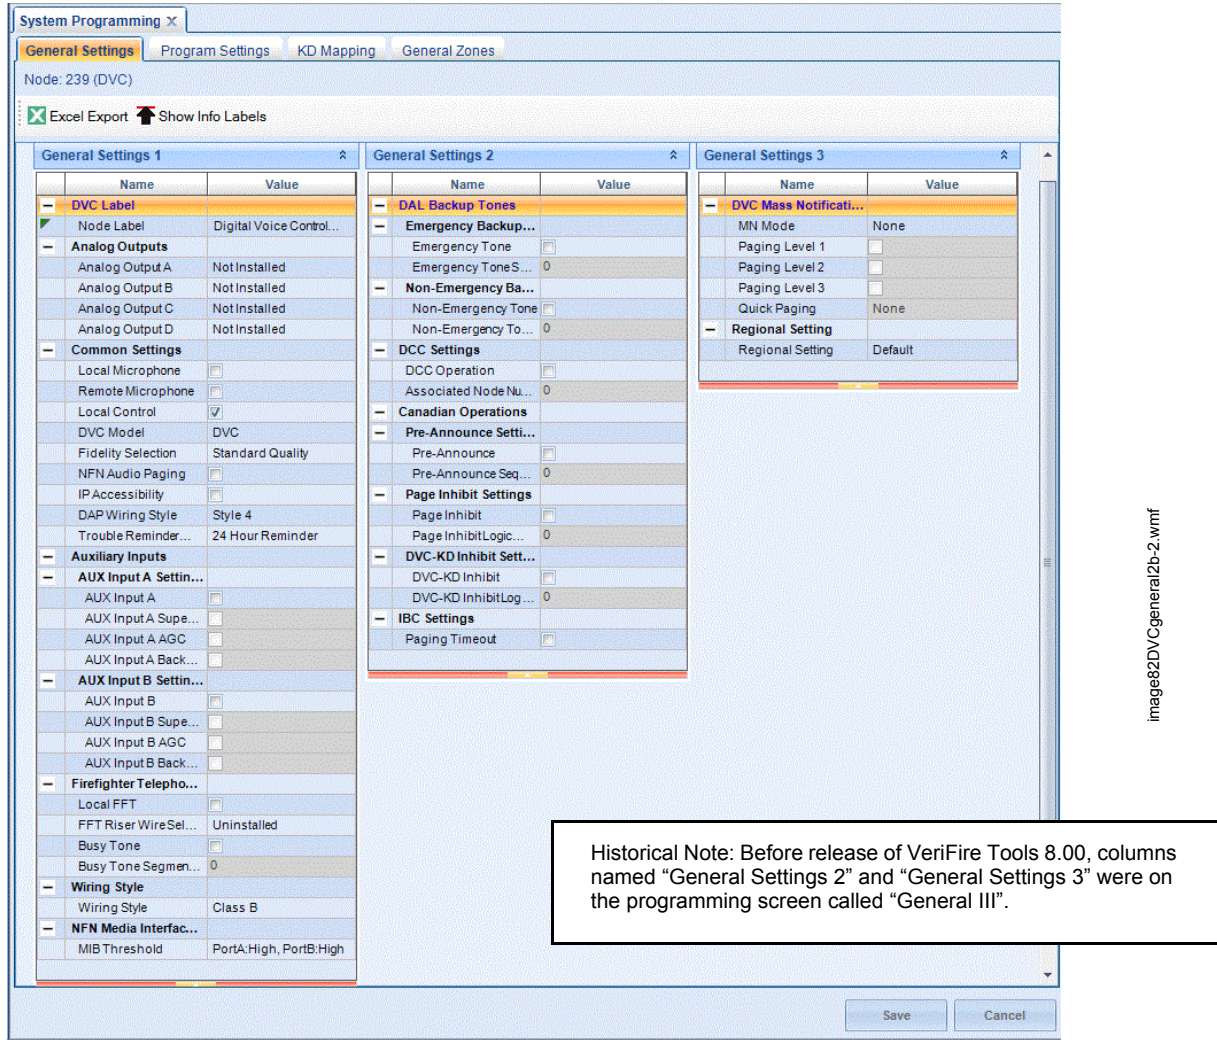 System Programming X
General Settings Program Settings KD Mapping General Zones
Node: 239 (DVC)
Excel Export Show Info Labels
General Settings 1
Name Value
DVC Label
Node Label Digital Voice Control...
Analog Outputs
Analog Output A Not Installed
Analog Output B Not Installed
Analog Output C Not Installed
Analog Output D Not Installed
Common Settings
Local Microphone
Remote Microphone
Local Control
DVC Model DVC
Fidelity Selection Standard Quality
NFN Audio Paging
IP Accessibility
DAP Wiring Style Style 4
Trouble Reminder... 24 Hour Reminder
Auxiliary Inputs
AUX Input A Settin...
AUX Input A
AUX Input A Supe...
AUX Input A AGC
AUX Input A Back...
AUX Input B Settin...
AUX Input B
AUX Input B Supe...
AUX Input B AGC
AUX Input B Back...
Firefighter Telepho...
Local FFT
FFT Riser Wire Sel... Uninstalled
Busy Tone
Busy Tone Segmen... 0
Wiring Style
Wiring Style Class B
NFN Media Interfac...
MIB Threshold PortA:High, PortB:High
General Settings 2
Name Value
DAL Backup Tones
Emergency Backup...
Emergency Tone
Emergency Tone S... 0
Non-Emergency Ba...
Non-Emergency Tone
Non-Emergency To... 0
DCC Settings
DCC Operation
Associated Node Nu... 0
Canadian Operations
Pre-Announce Setti...
Pre-Announce
Pre-Announce Seq... 0
Page Inhibit Settings
Page Inhibit
Page Inhibit Logic... 0
DVC-KD Inhibit Sett...
DVC-KD Inhibit
DVC-KD Inhibit Log... 0
IBC Settings
Paging Timeout
General Settings 3
Name Value
DVC Mass Notificati...
MN Mode None
Paging Level 1
Paging Level 2
Paging Level 3
Quick Paging None
Regional Setting
Regional Setting Default
Historical Note: Before release of VeriFire Tools 8.00, columns
named “General Settings 2” and “General Settings 3” were on
the programming screen called “General III”.
image82DVCgeneral2b-2.wmf
Save Cancel